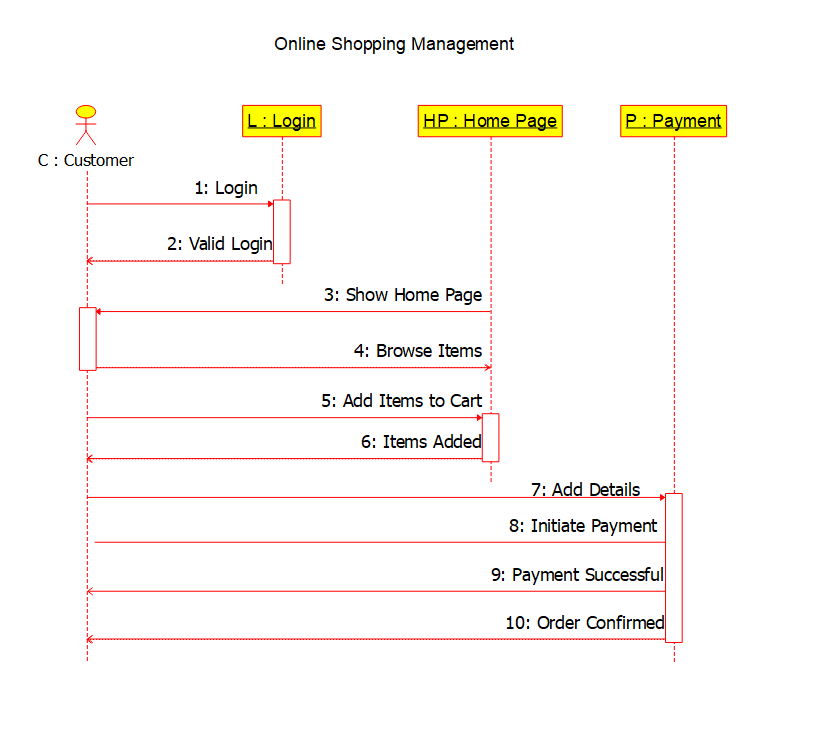 Online Shopping Management
L : Login
HP : Home Page
P : Payment
C : Customer
1: Login
2: Valid Login
3: Show Home Page
4: Browse Items
5: Add Items to Cart
6: Items Added
7: Add Details
8: Initiate Payment
9: Payment Successful
10: Order Confirmed